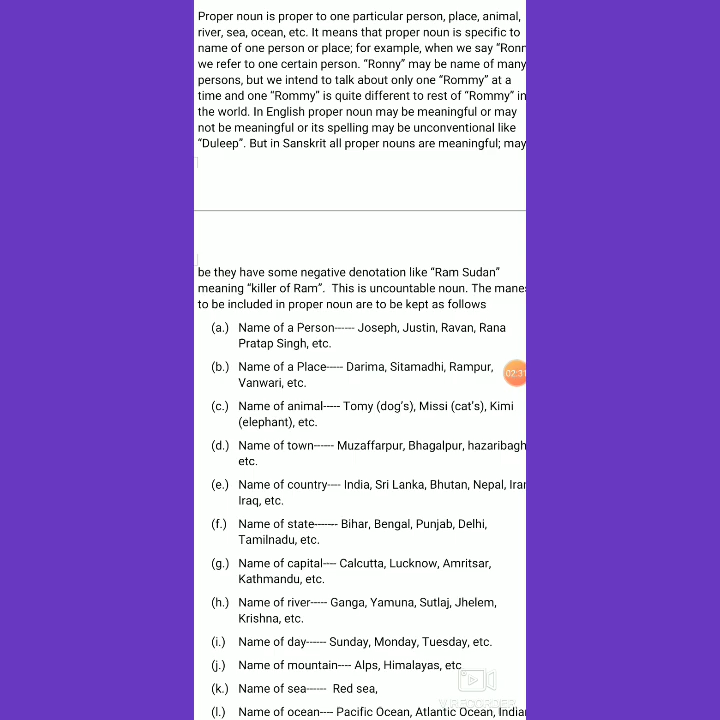 Proper noun is proper to one particular person, place, animal,
river, sea, ocean, etc. It means that proper noun is specific to
name of one person or place; for example, when we say “Ronn
we refer to one certain person. “Ronny” may be name of many
persons, but we intend to talk about only one “Rommy” at a
time and one “Rommy” is quite different to rest of “Rommy” in
the world. In English proper noun may be meaningful or may
not be meaningful or its spelling may be unconventional like
“Duleep”. But in Sanskrit all proper nouns are meaningful; may
be they have some negative denotation like “Ram Sudan”
meaning “killer of Ram”.  This is uncountable noun. The manes
to be included in proper noun are to be kept as follows
(a.) Name of a Person------ Joseph, Justin, Ravan, Rana
Pratap Singh, etc.
(b.) Name of a Place----- Darima, Sitamadhi, Rampur,
Vanwari, etc.
02:31
(c.) Name of animal----- Tomy (dog’s), Missi (cat’s), Kimi
(elephant), etc.
(d.) Name of town------ Muzaffarpur, Bhagalpur, hazaribagh
etc.
(e.) Name of country---- India, Sri Lanka, Bhutan, Nepal, Iran
Iraq, etc.
(f.) Name of state------- Bihar, Bengal, Punjab, Delhi,
Tamilnadu, etc.
(g.) Name of capital---- Calcutta, Lucknow, Amritsar,
Kathmandu, etc.
(h.) Name of river----- Ganga, Yamuna, Sutlaj, Jhelem,
Krishna, etc.
(i.) Name of day------ Sunday, Monday, Tuesday, etc.
(j.) Name of mountain---- Alps, Himalayas, etc
(k.) Name of sea------  Red sea,
(l.) Name of ocean---- Pacific Ocean, Atlantic Ocean, Indian